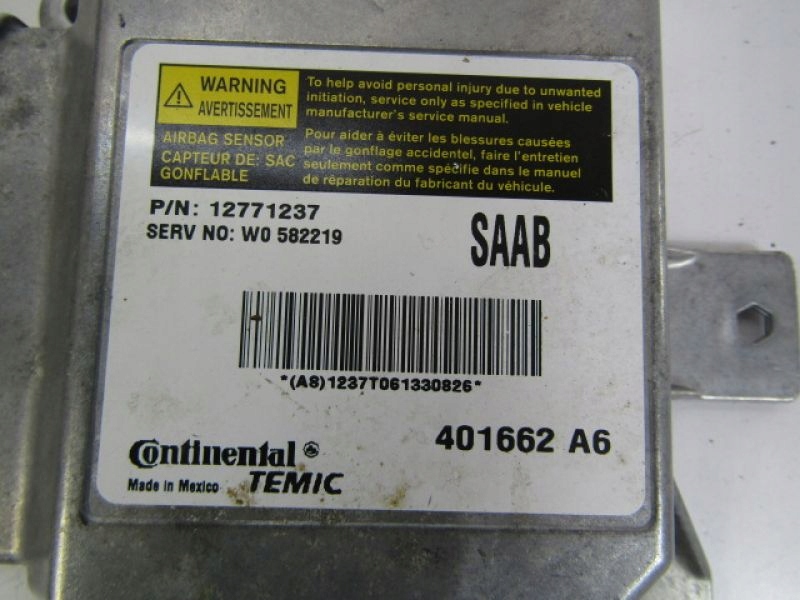 WARNING
AVERTISSEMENT
AIRBAG SENSOR
CAPTEUR DE: SAC
GONFLABLE
To help avoid personal injury due to unwanted
initiation, service only as specified in vehicle
manufacturer's service manual.
Pour aider à éviter les blessures causées
par le gonflage accidentel, faire l'entretien
seulement comme spécifie dans le manuel
de réparation du fabricant du véhicule.
P/N: 12771237
SERV NO: W0 582219
SAAB
*(A8)1237T061330826*
401662 A6
Continental
TEMIC
Made in Mexico